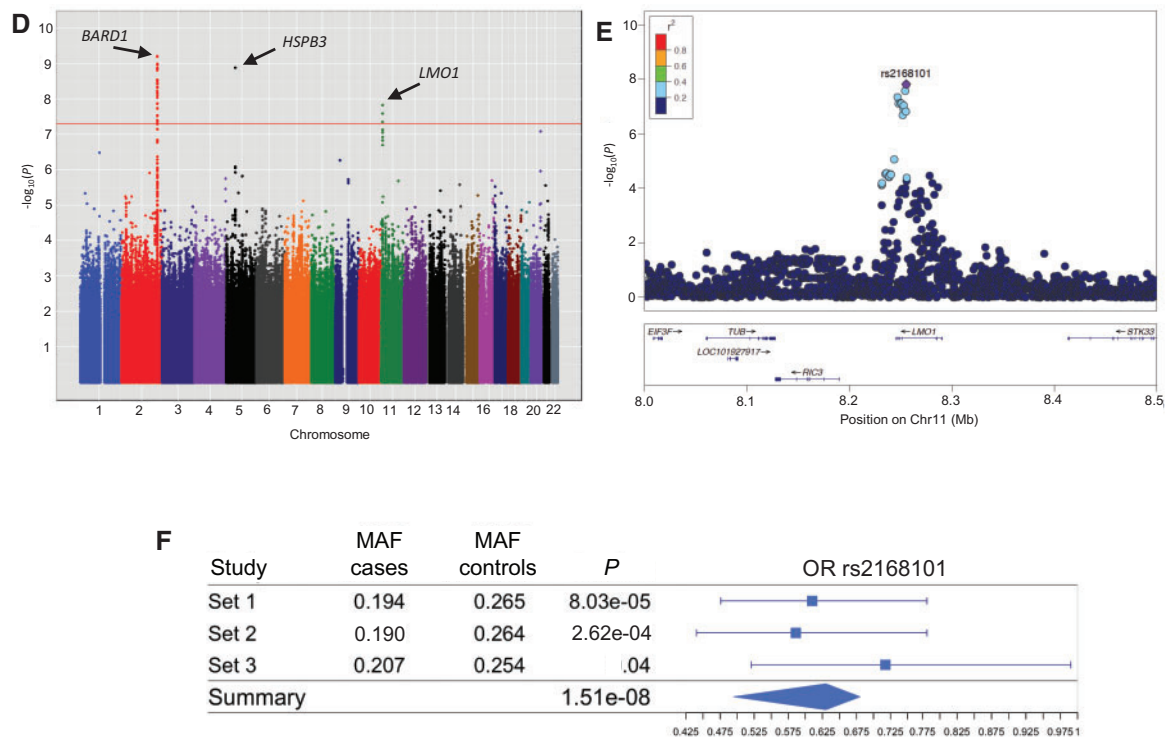 D
BARD1
HSPB3
LMO1
10
9
8
7
6
5
4
3
2
1
-log10(P)
1 2 3 4 5 6 7 8 9 10 11 12 13 14 16 18 20 22
Chromosome
E
r²
0.8
0.6
0.4
0.2
rs2168101
10
8
6
4
2
0
-log10(P)
EIF3F→
TUB→
←LMO1
←STK33
LOC101927917→
←RIC3
8.0 8.1 8.2 8.3 8.4 8.5
Position on Chr11 (Mb)
F
Study MAF cases MAF controls P OR rs2168101
Set 1 0.194 0.265 8.03e-05
Set 2 0.190 0.264 2.62e-04
Set 3 0.207 0.254 .04
Summary 1.51e-08
0.425 0.475 0.525 0.575 0.625 0.675 0.725 0.775 0.825 0.875 0.925 0.975 1